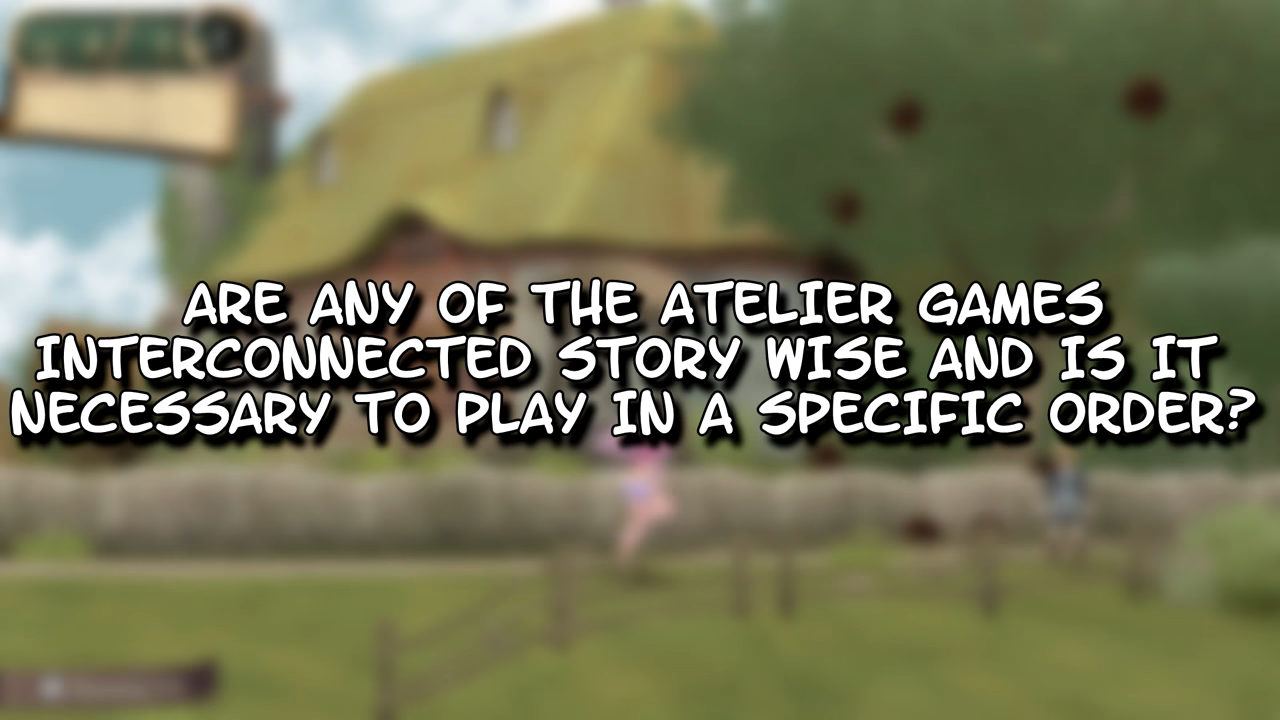 ARE ANY OF THE ATELIER GAMES
INTERCONNECTED STORY WISE AND IS IT
NECESSARY TO PLAY IN A SPECIFIC ORDER?